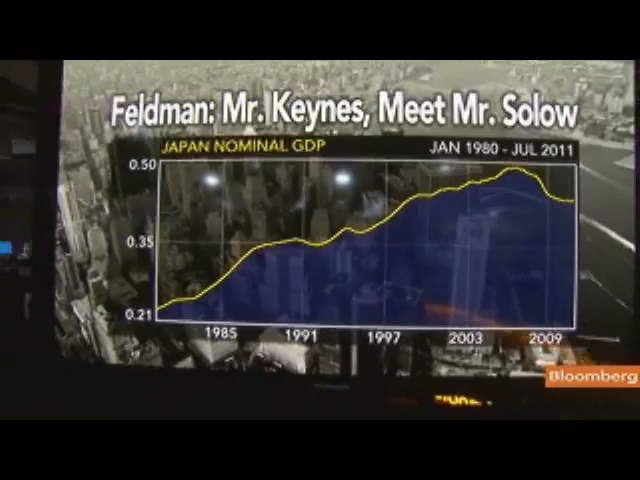 Feldman: Mr. Keynes, Meet Mr. Solow
JAPAN NOMINAL GDP JAN 1980 - JUL 2011
0.50
0.35
0.21
1985 1991 1997 2003 2009
Bloomberg